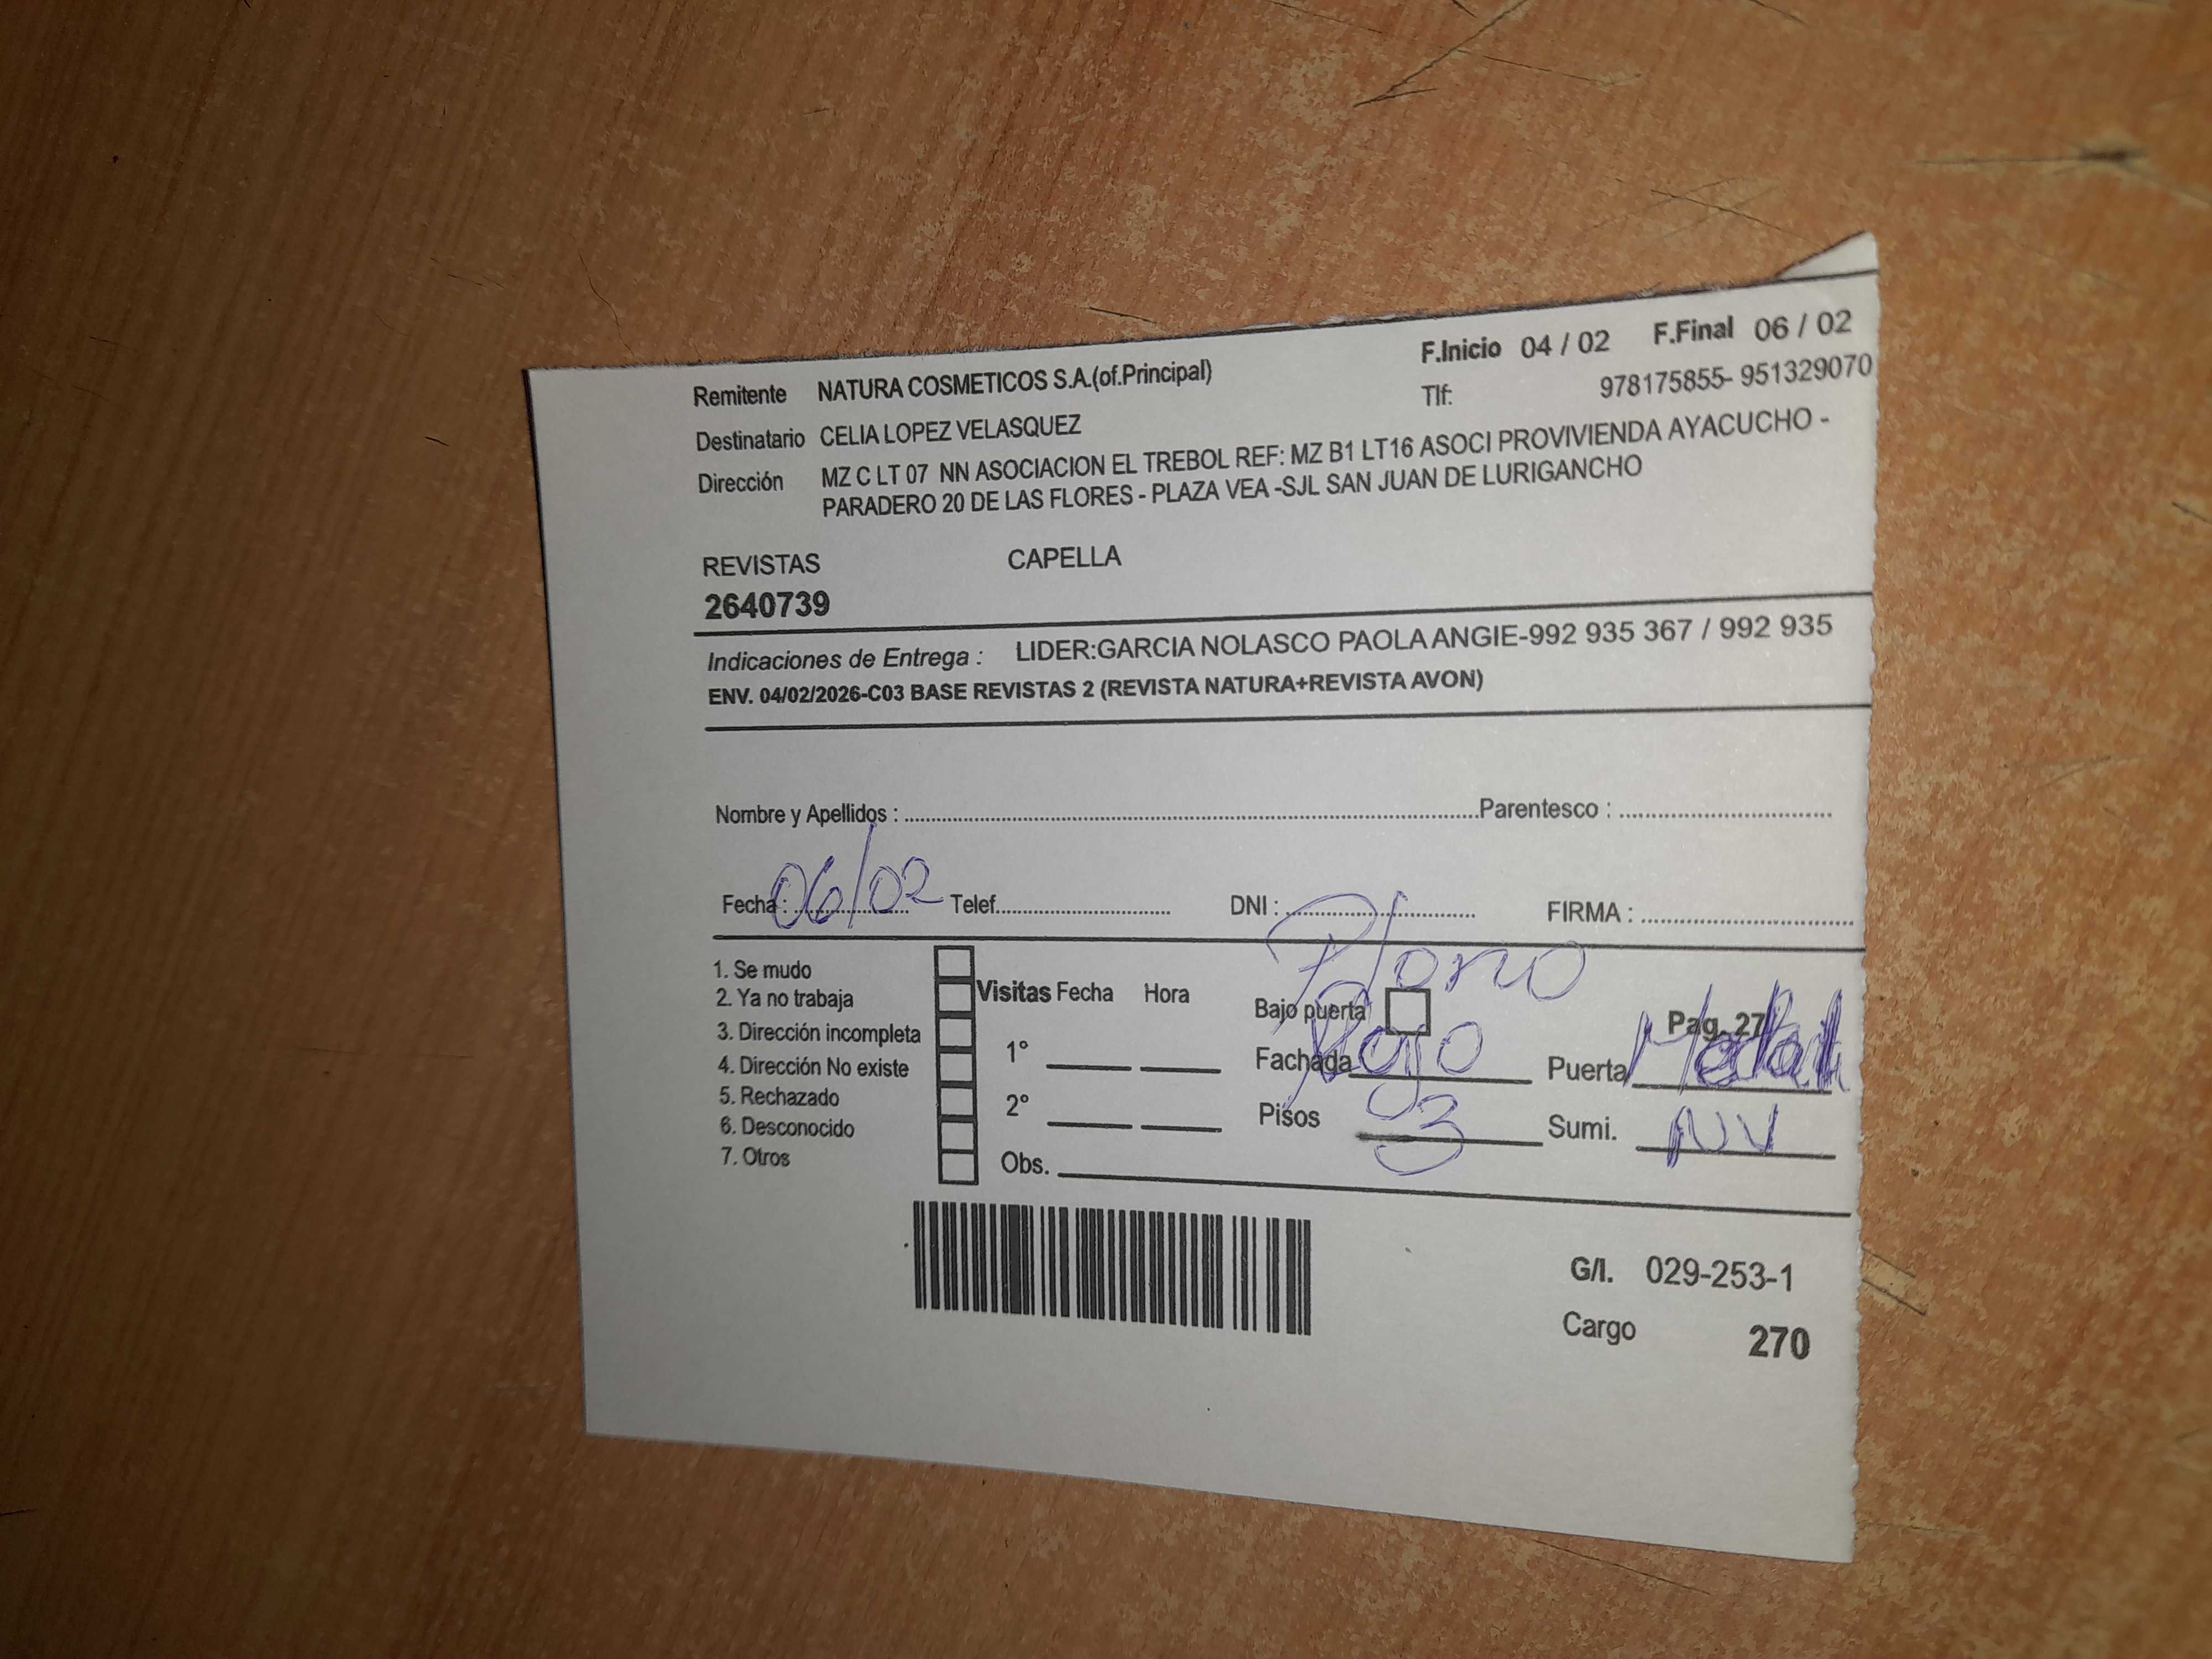 F.Inicio 04 / 02 F.Final 06 / 02
Remitente NATURA COSMETICOS S.A.(of.Principal) Tlf: 978175855- 951329070
Destinatario CELIA LOPEZ VELASQUEZ
Dirección MZ C LT 07 NN ASOCIACION EL TREBOL REF: MZ B1 LT16 ASOCI PROVIVIENDA AYACUCHO -
PARADERO 20 DE LAS FLORES - PLAZA VEA -SJL SAN JUAN DE LURIGANCHO
REVISTAS CAPELLA
2640739
Indicaciones de Entrega : LIDER:GARCIA NOLASCO PAOLA ANGIE-992 935 367 / 992 935
ENV. 04/02/2026-C03 BASE REVISTAS 2 (REVISTA NATURA+REVISTA AVON)
Nombre y Apellidos : Parentesco :
Fecha : 06/02 Telef. DNI : FIRMA :
1. Se mudo
2. Ya no trabaja
3. Dirección incompleta
4. Dirección No existe
5. Rechazado
6. Desconocido
7. Otros
Visitas Fecha Hora
1°
2°
Obs.
Plomo
Bajo puerta Pag. 27
Fachada Rojo Puerta Metal
Pisos 3 Sumi. NV
G/I. 029-253-1
Cargo 270